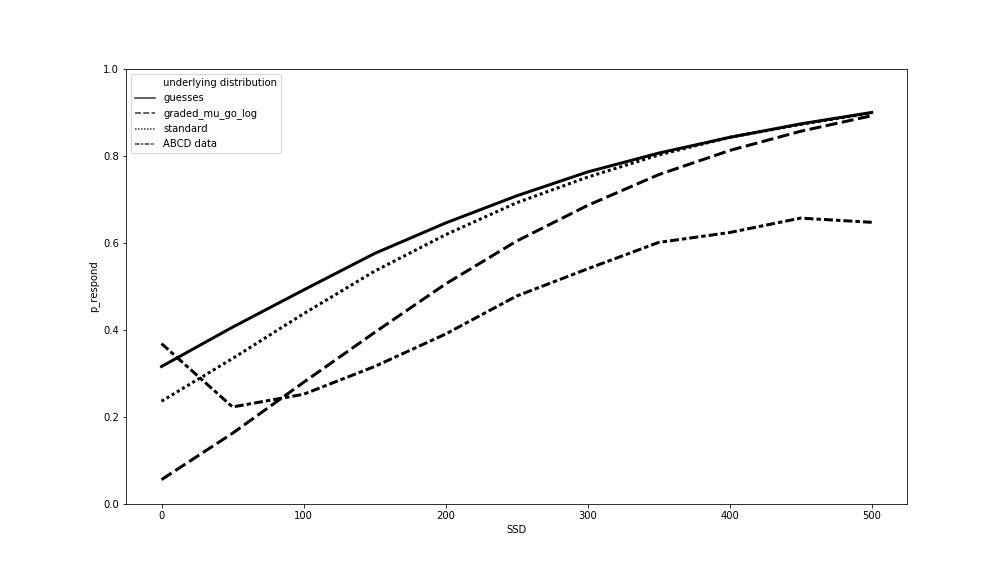 1.0
underlying distribution
guesses
graded_mu_go_log
standard
ABCD data
0.8
0.6
p_respond
0.4
0.2
0.0
0 100 200 300 400 500
SSD